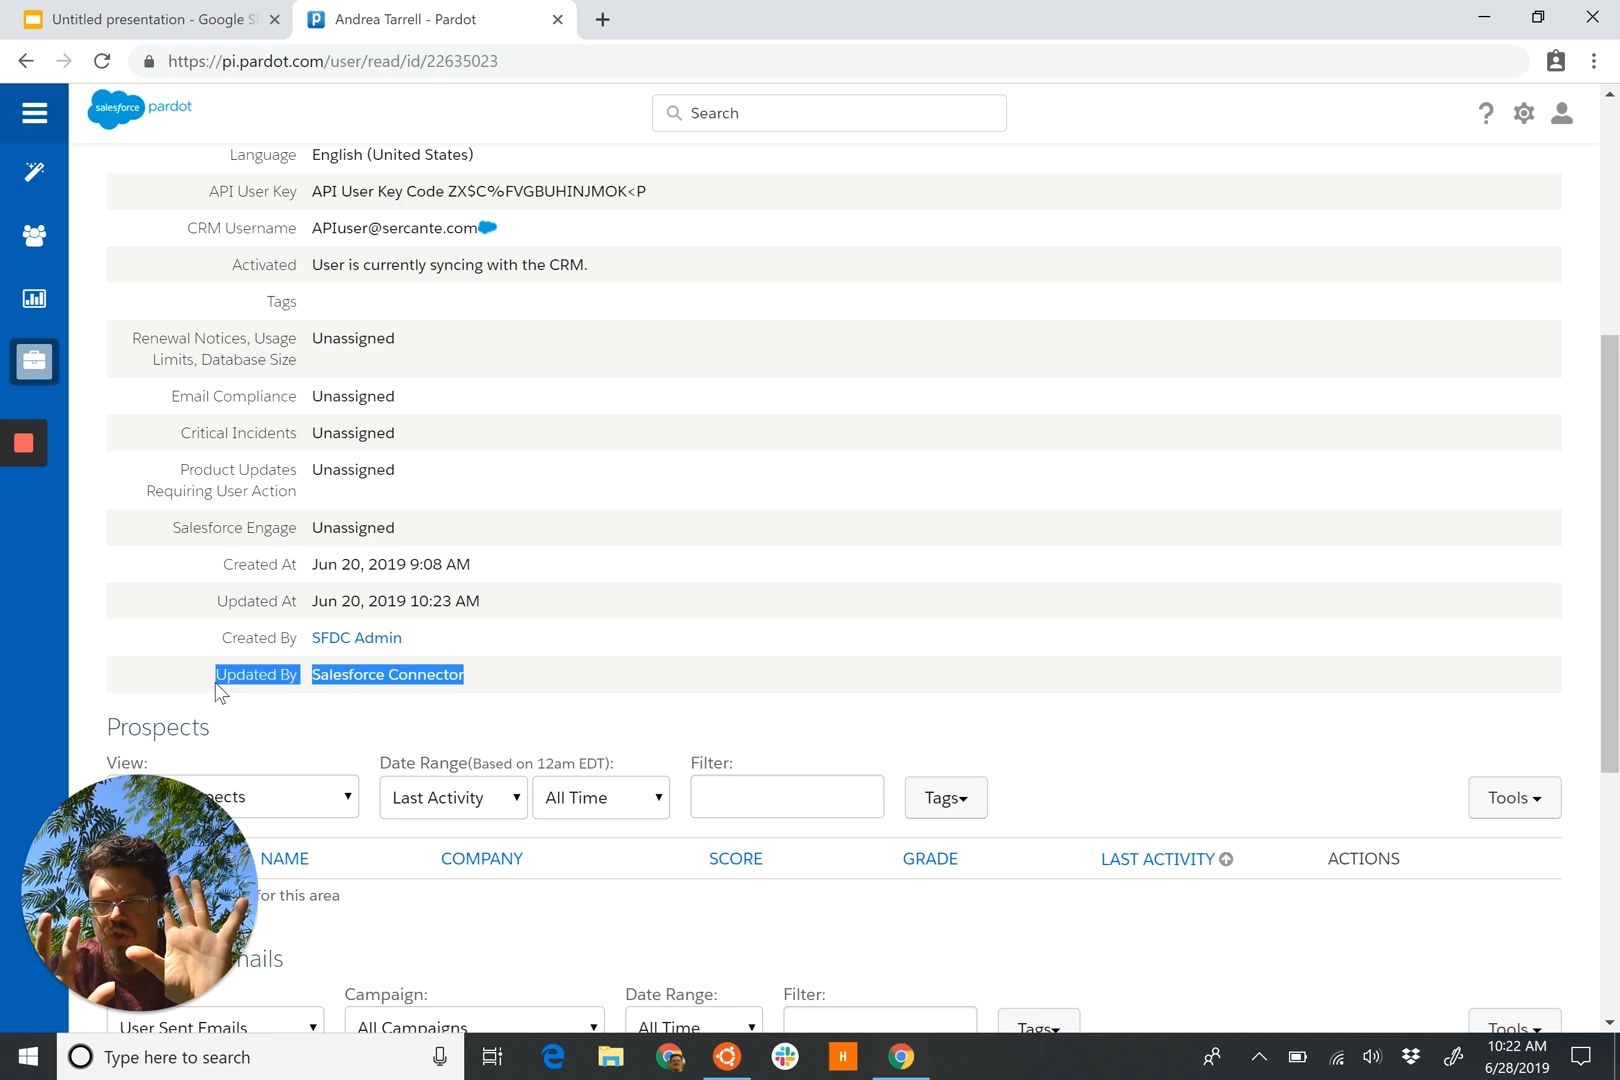 Untitled presentation - Google S
Andrea Tarrell - Pardot
https://pi.pardot.com/user/read/id/22635023
salesforce pardot
Search
Language English (United States)
API User Key API User Key Code ZX$C%FVGBUHINJMOK<P
CRM Username APIuser@sercante.com
Activated User is currently syncing with the CRM.
Tags
Renewal Notices, Usage
Limits, Database Size
Unassigned
Email Compliance Unassigned
Critical Incidents Unassigned
Product Updates
Requiring User Action
Unassigned
Salesforce Engage Unassigned
Created At Jun 20, 2019 9:08 AM
Updated At Jun 20, 2019 10:23 AM
Created By SFDC Admin
Updated By Salesforce Connector
Prospects
View: Date Range(Based on 12am EDT): Filter:
pects Last Activity All Time Tags Tools
NAME COMPANY SCORE GRADE LAST ACTIVITY ACTIONS
for this area
nails
Campaign: Date Range: Filter:
User Sent Emails All Campaigns All Time Tags Tools
Type here to search
H
10:22 AM
6/28/2019